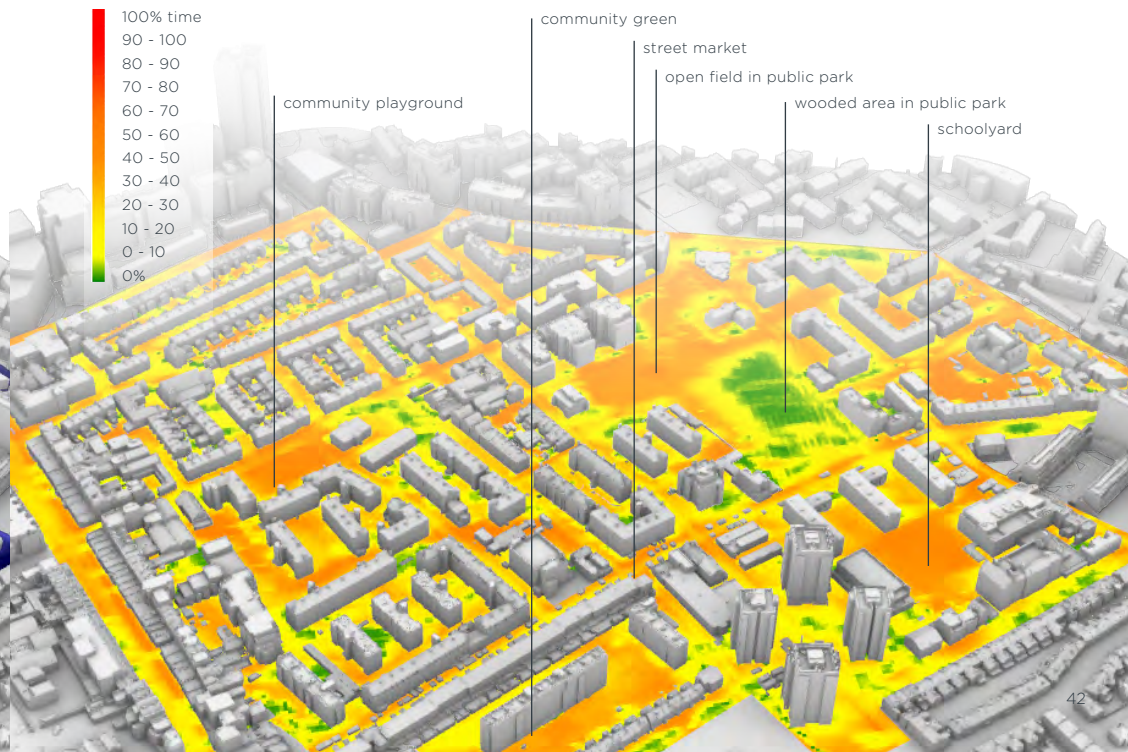 100% time
90 - 100
80 - 90
70 - 80
60 - 70
50 - 60
40 - 50
30 - 40
20 - 30
10 - 20
0 - 10
0%
community green
street market
open field in public park
community playground
wooded area in public park
schoolyard
42